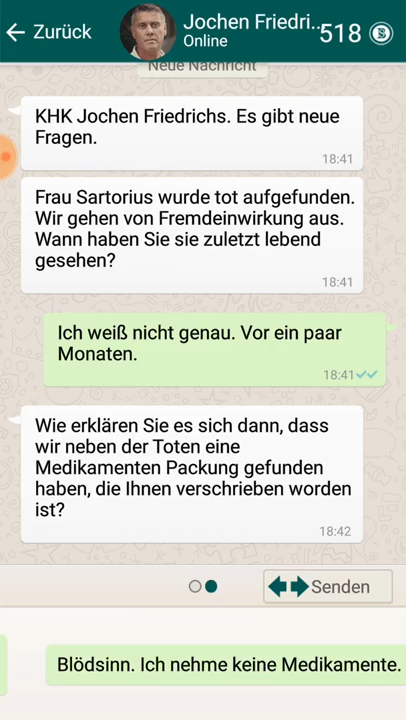 Zurück
Jochen Friedri..
518
Online
Neue Nachricht
KHK Jochen Friedrichs. Es gibt neue
Fragen.
18:41
Frau Sartorius wurde tot aufgefunden.
Wir gehen von Fremdeinwirkung aus.
Wann haben Sie sie zuletzt lebend
gesehen?
18:41
Ich weiß nicht genau. Vor ein paar
Monaten.
18:41
Wie erklären Sie es sich dann, dass
wir neben der Toten eine
Medikamenten Packung gefunden
haben, die Ihnen verschrieben worden
ist?
18:42
Senden
Blödsinn. Ich nehme keine Medikamente.